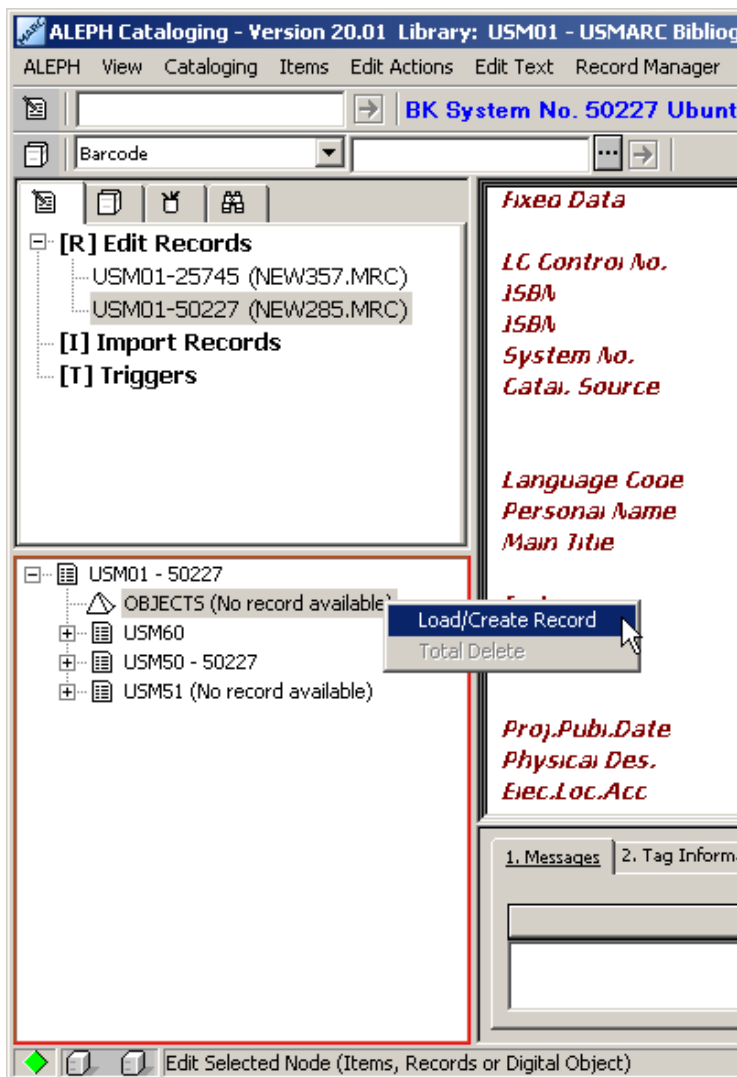 ALEPH Cataloging - Version 20.01 Library: USM01 - USMARC Bibliog
ALEPH View Cataloging Items Edit Actions Edit Text Record Manager
BK System No. 50227 Ubunt
Barcode
Fixed Data
[R] Edit Records
USM01-25745 (NEW357.MRC)
USM01-50227 (NEW285.MRC)
[I] Import Records
[T] Triggers
LC Control No.
ISBN
ISBN
System No.
Catal. Source
Language Code
Personal Name
Main Title
USM01 - 50227
OBJECTS (No record available)
USM60
USM50 - 50227
USM51 (No record available)
Load/Create Record
Total Delete
Proj.Publ.Date
Physical Des.
Elec.Loc.Acc
1. Messages 2. Tag Inform
Edit Selected Node (Items, Records or Digital Object)